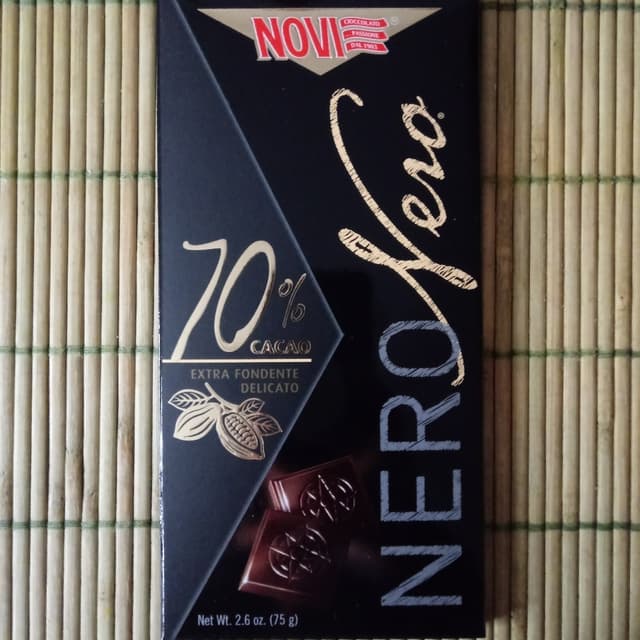 NOVI
CIOCCOLATO
PASSIONE
DAL 1903
®
NERO Nero®
70%
CACAO
EXTRA FONDENTE
DELICATO
Net Wt. 2.6 oz. (75 g)